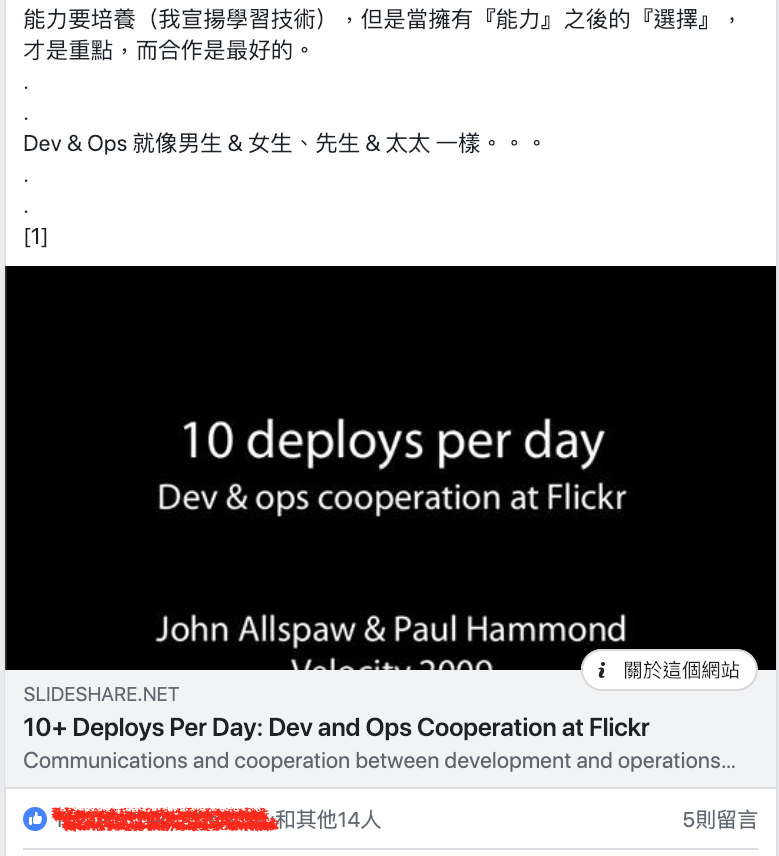 能力要培養（我宣揚學習技術），但是當擁有『能力』之後的『選擇』，
才是重點，而合作是最好的。
.
.
Dev & Ops 就像男生 & 女生、先生 & 太太 一樣。。。
.
.
[1]
10 deploys per day
Dev & ops cooperation at Flickr
John Allspaw & Paul Hammond
Velocity 2009
i 關於這個網站
SLIDESHARE.NET
10+ Deploys Per Day: Dev and Ops Cooperation at Flickr
Communications and cooperation between development and operations...
和其他14人
5則留言